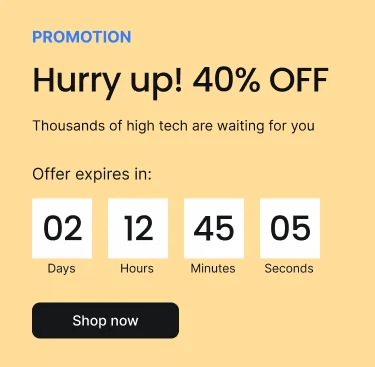 PROMOTION
Hurry up! 40% OFF
Thousands of high tech are waiting for you
Offer expires in:
02 12 45 05
Days Hours Minutes Seconds
Shop now